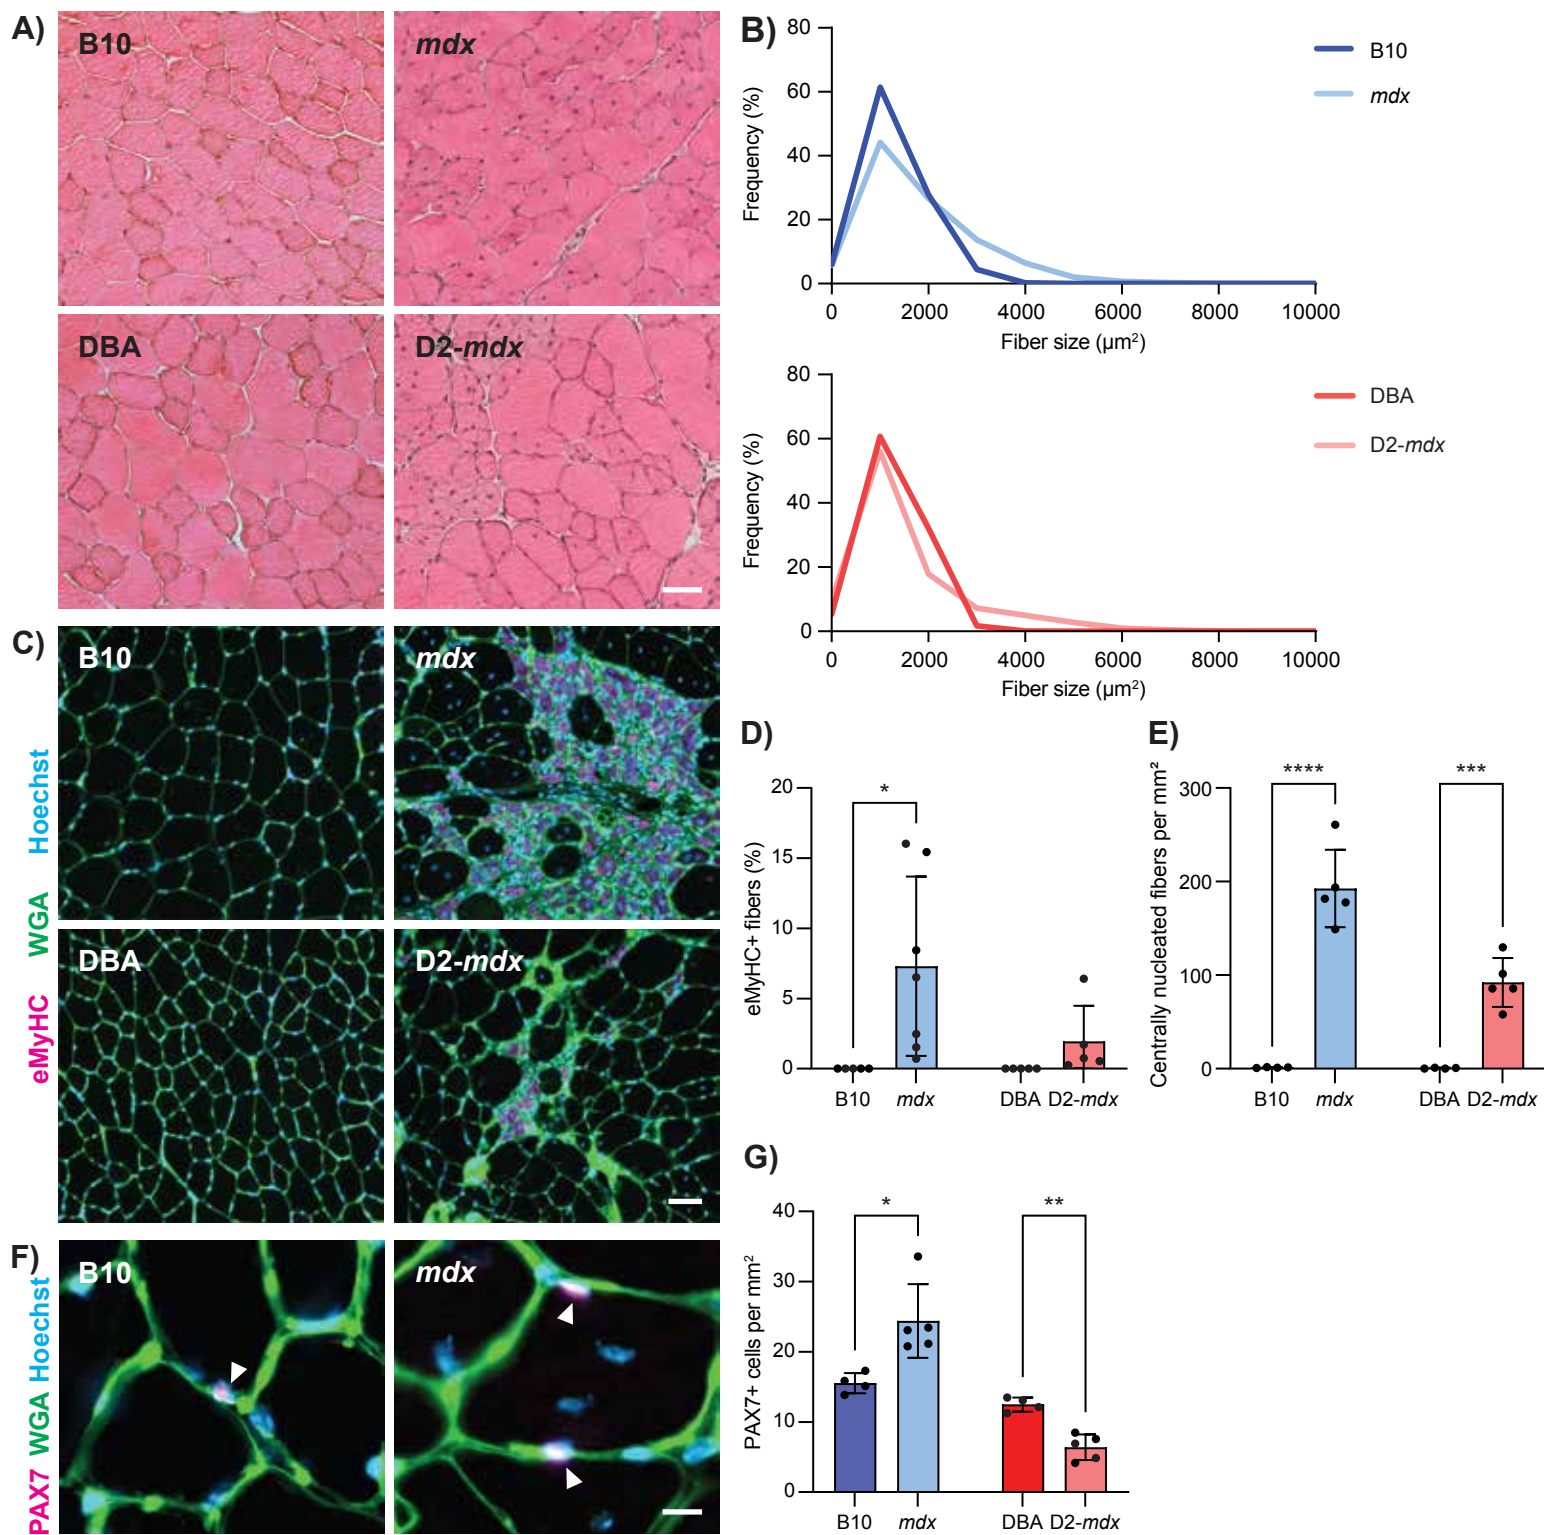 A)
B10
mdx
DBA
D2-mdx
B)
80
60
40
20
0
Frequency (%)
0
2000
4000
6000
8000
10000
Fiber size (µm²)
B10
mdx
80
60
40
20
0
Frequency (%)
0
2000
4000
6000
8000
10000
Fiber size (µm²)
DBA
D2-mdx
C)
eMyHC WGA Hoechst
B10
mdx
DBA
D2-mdx
D)
20
15
10
5
0
eMyHC+ fibers (%)
*
B10
mdx
DBA
D2-mdx
E)
300
200
100
0
Centrally nucleated fibers per mm²
****
***
B10
mdx
DBA
D2-mdx
F)
PAX7 WGA Hoechst
B10
mdx
G)
40
30
20
10
0
PAX7+ cells per mm²
*
**
B10
mdx
DBA
D2-mdx